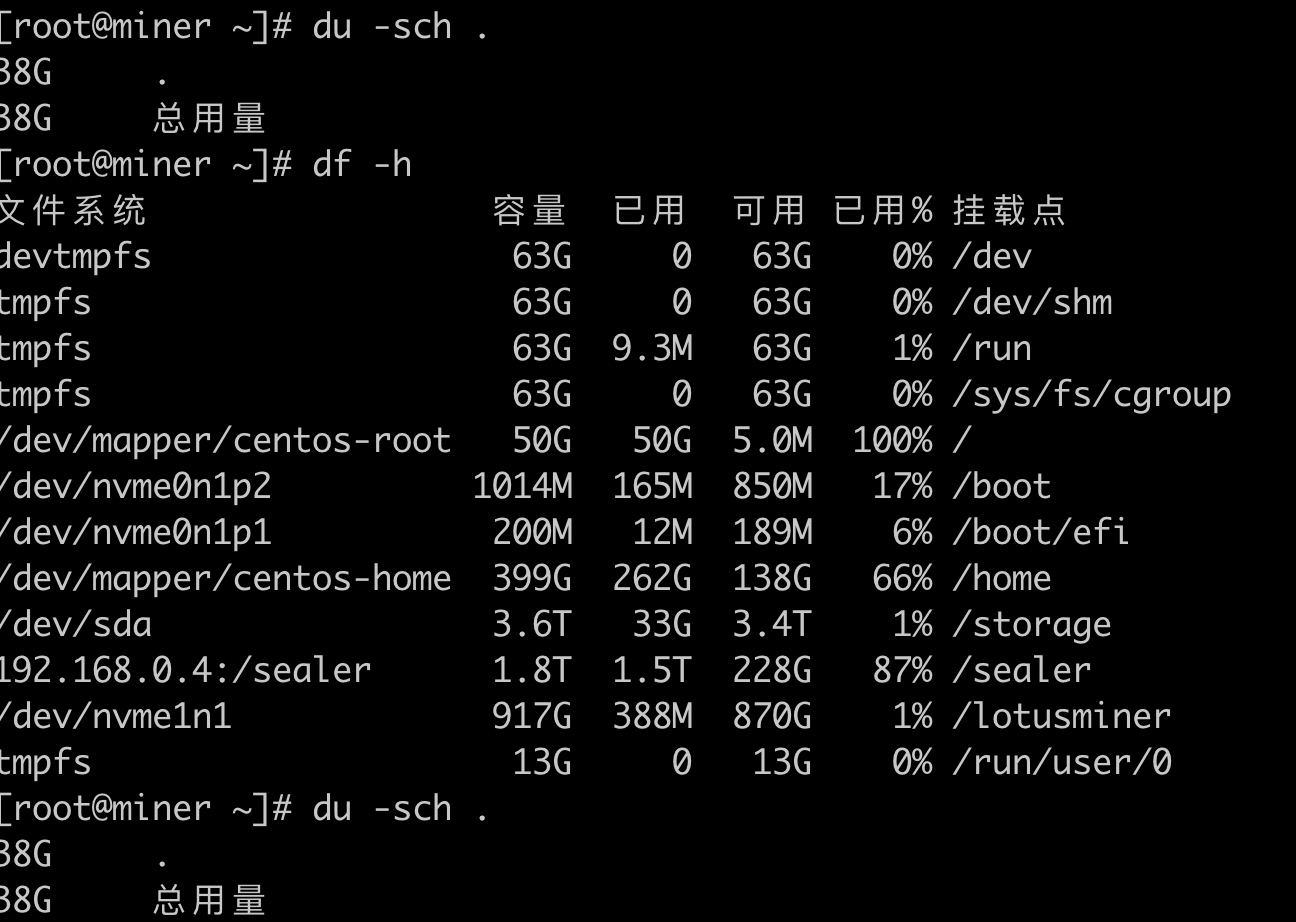 [root@miner ~]# du -sch .
38G     .
38G     总用量
[root@miner ~]# df -h
文件系统                 容量  已用  可用 已用% 挂载点
devtmpfs                  63G     0   63G    0% /dev
tmpfs                     63G     0   63G    0% /dev/shm
tmpfs                     63G  9.3M   63G    1% /run
tmpfs                     63G     0   63G    0% /sys/fs/cgroup
/dev/mapper/centos-root   50G   50G  5.0M  100% /
/dev/nvme0n1p2          1014M  165M  850M   17% /boot
/dev/nvme0n1p1           200M   12M  189M    6% /boot/efi
/dev/mapper/centos-home  399G  262G  138G   66% /home
/dev/sda                 3.6T   33G  3.4T    1% /storage
192.168.0.4:/sealer      1.8T  1.5T  228G   87% /sealer
/dev/nvme1n1             917G  388M  870G    1% /lotusminer
tmpfs                     13G     0   13G    0% /run/user/0
[root@miner ~]# du -sch .
38G     .
38G     总用量